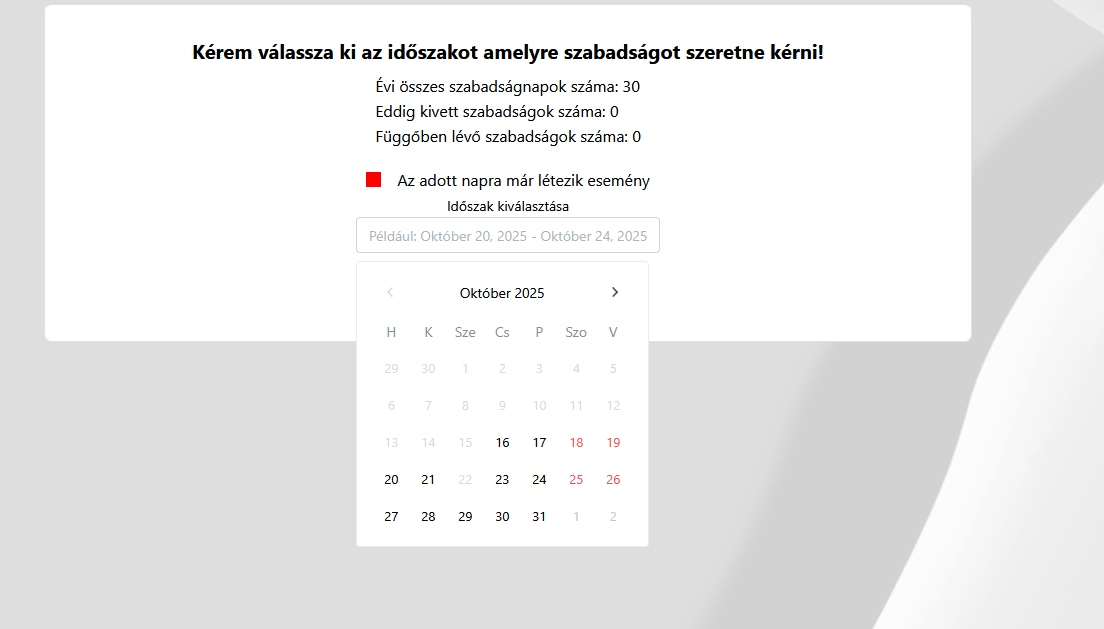 Kérem válassza ki az időszakot amelyre szabadságot szeretne kérni!
Évi összes szabadságnapok száma: 30
Eddig kivett szabadságok száma: 0
Függőben lévő szabadságok száma: 0
Az adott napra már létezik esemény
Időszak kiválasztása
Például: Október 20, 2025 - Október 24, 2025
Október 2025
H K Sze Cs P Szo V
29 30 1 2 3 4 5
6 7 8 9 10 11 12
13 14 15 16 17 18 19
20 21 22 23 24 25 26
27 28 29 30 31 1 2